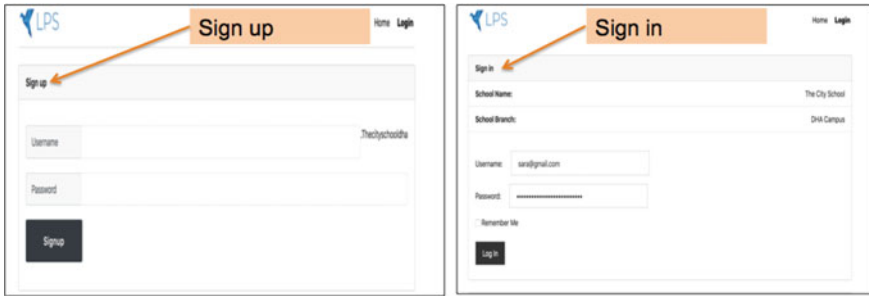 LPS
Sign up
Home Login
Sign up
Username
.Thecityschooldha
Password
Signup
LPS
Sign in
Home Login
Sign in
School Name:
The City School
School Branch:
DHA Campus
Username: sara@gmail.com
Password:
Remember Me
Log In